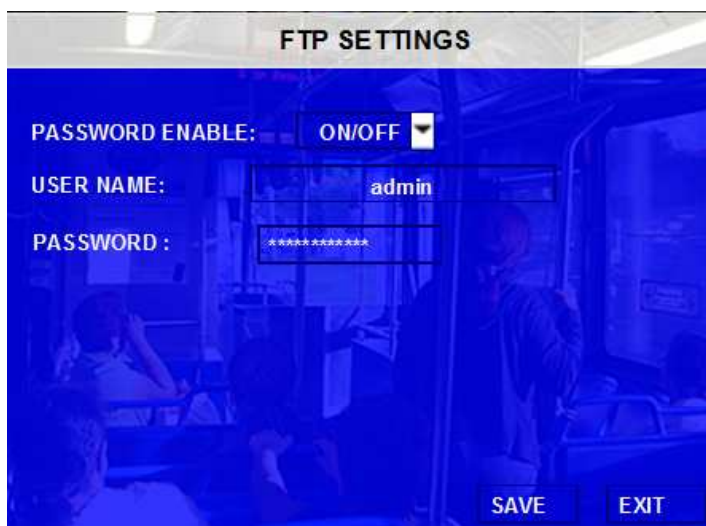 FTP SETTINGS
PASSWORD ENABLE: ON/OFF
USER NAME: admin
PASSWORD : ************
SAVE EXIT